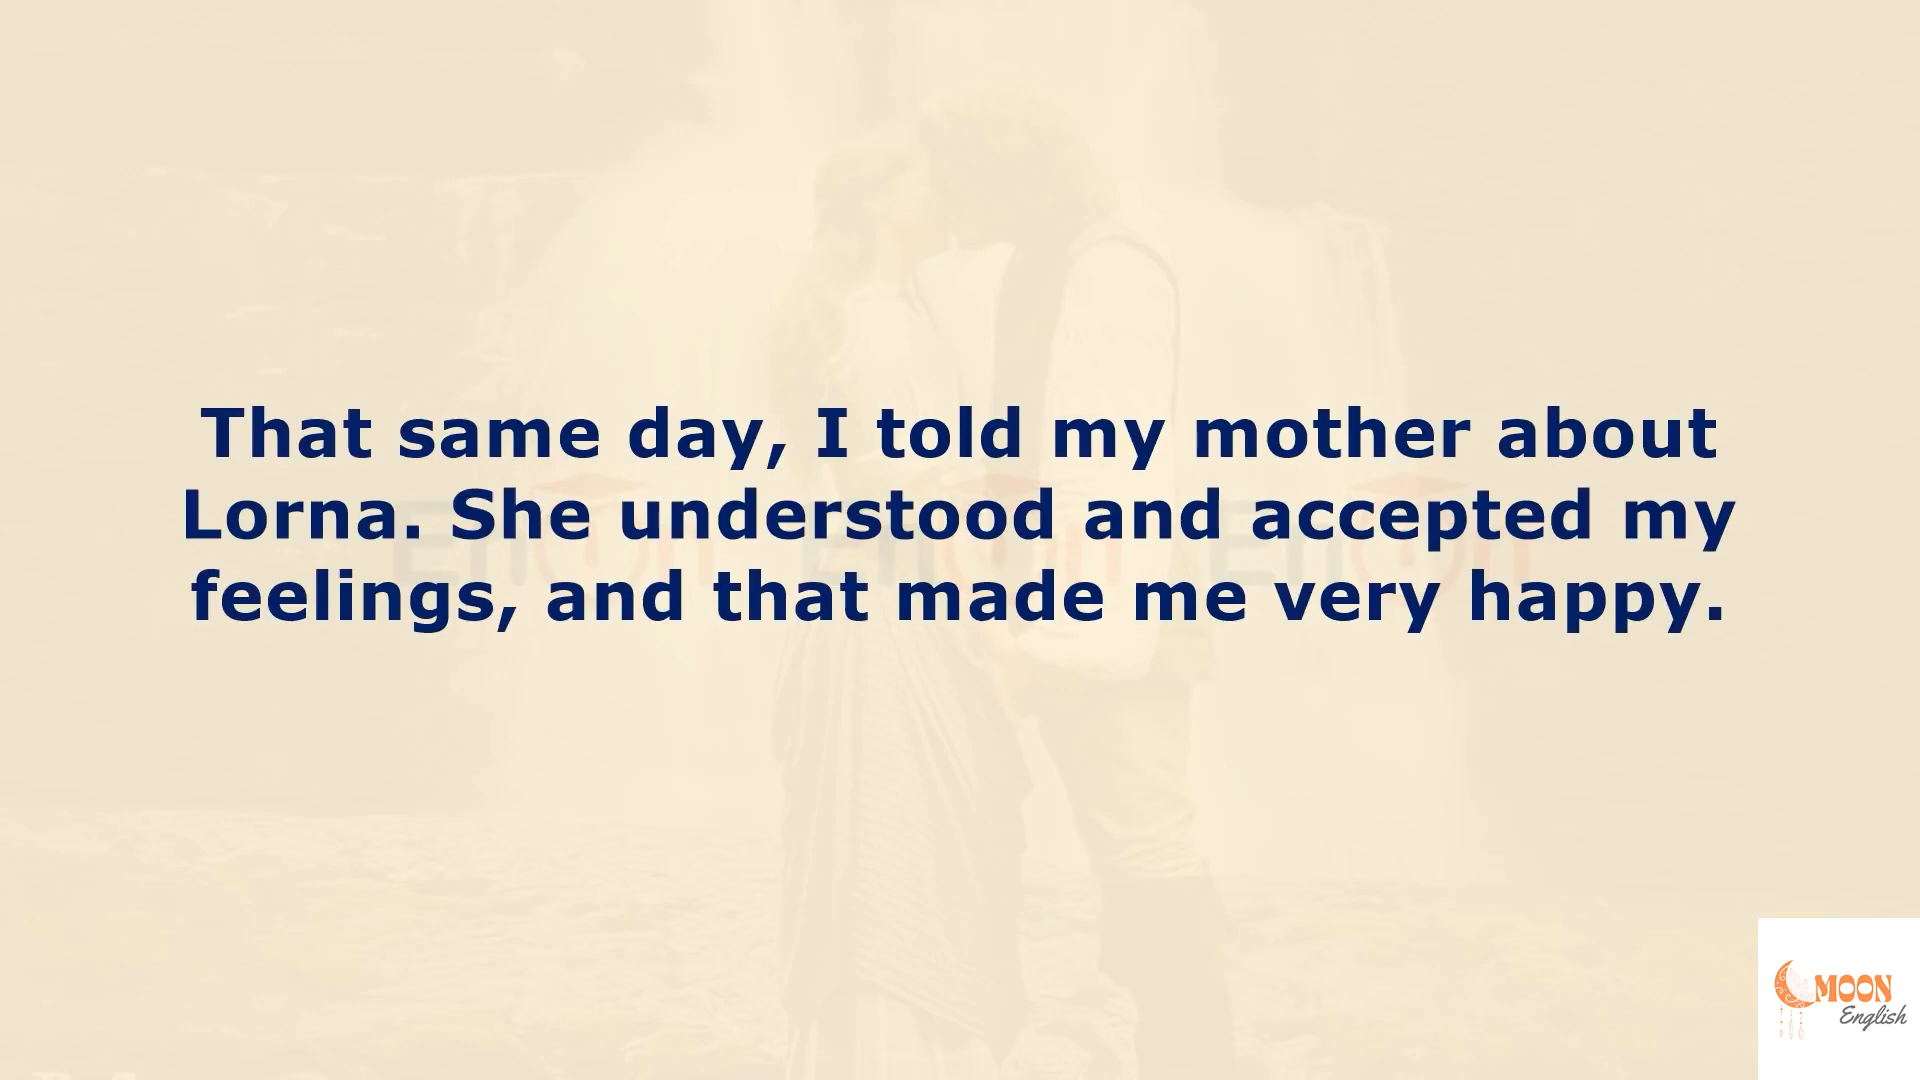 That same day, I told my mother about
Lorna. She understood and accepted my
feelings, and that made me very happy.
MOON
English